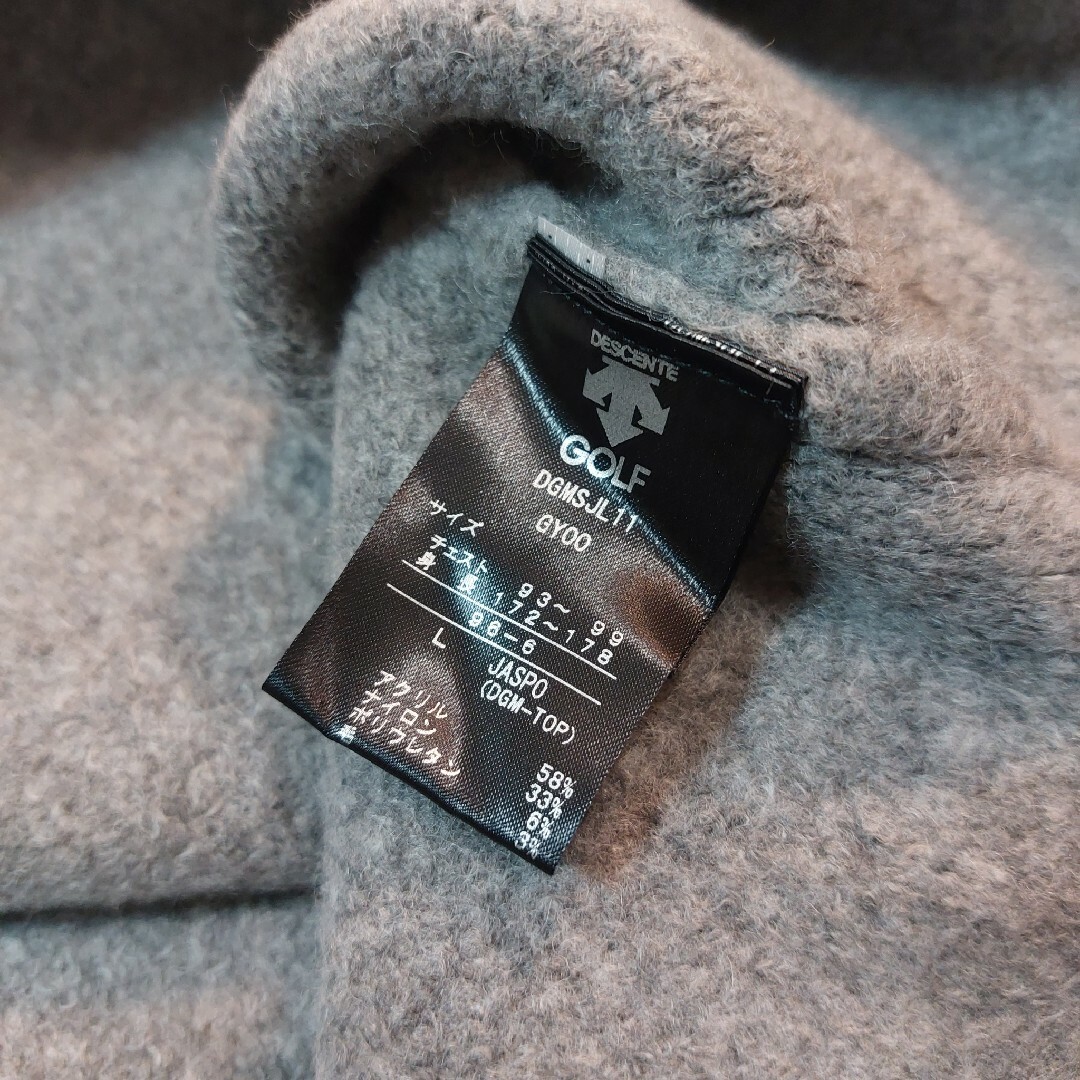 DESCENTE
GOLF
DGMSJL11
GY00
サイズ
チェスト 93～ 99
身 長 172～178
96-6
L JASPO
(DGM-TOP)
アクリル 58%
ナイロン 33%
ポリウレタン 6%
毛 3%